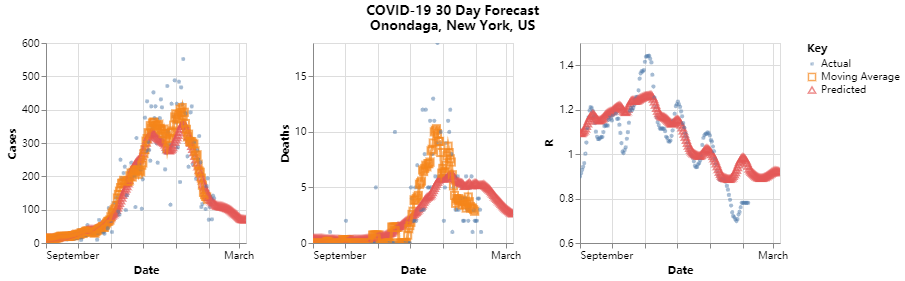 COVID-19 30 Day Forecast
Onondaga, New York, US
Cases
600
500
400
300
200
100
0
September
March
Date
Deaths
15
10
5
0
September
March
Date
R
1.4
1.2
1
0.8
0.6
September
March
Date
Key
Actual
Moving Average
Predicted